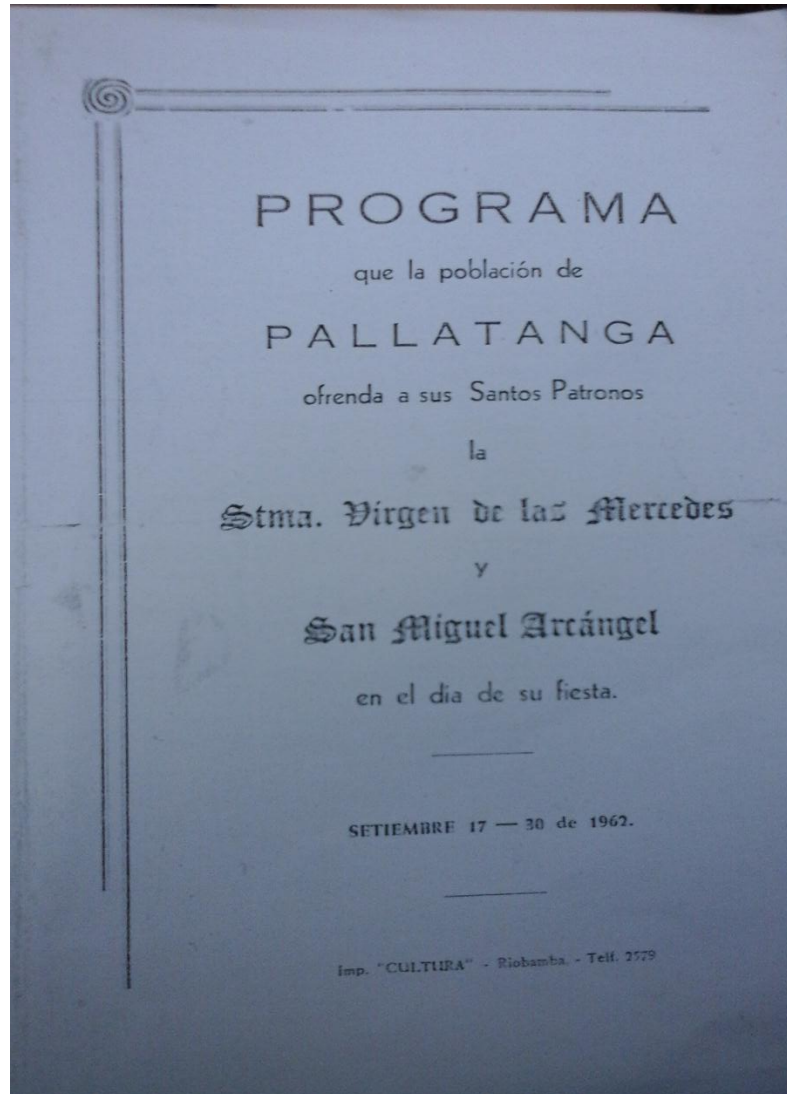 PROGRAMA
que la población de
PALLATANGA
ofrenda a sus Santos Patronos
la
Stma. Virgen de las Mercedes
y
San Miguel Arcángel
en el dia de su fiesta.
SETIEMBRE 17 — 30 de 1962.
Imp. "CULTURA" - Riobamba. - Telf. 2579